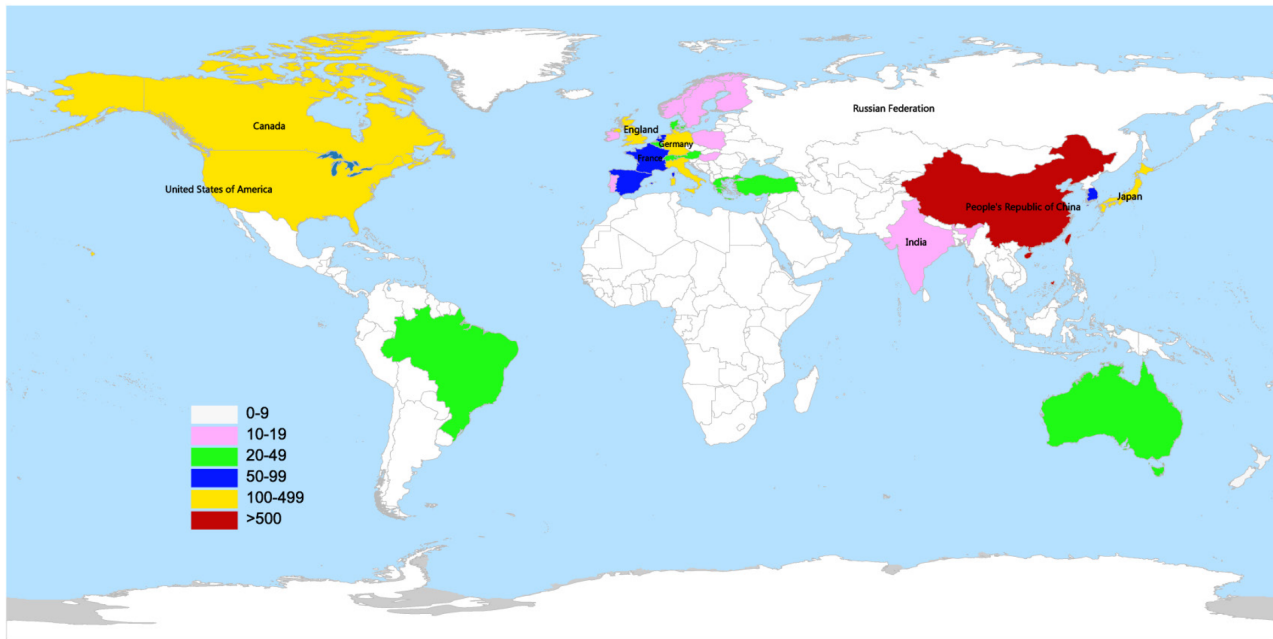 Russian Federation
Canada
England
Germany
France
United States of America
Japan
People's Republic of China
India
0-9
10-19
20-49
50-99
100-499
>500